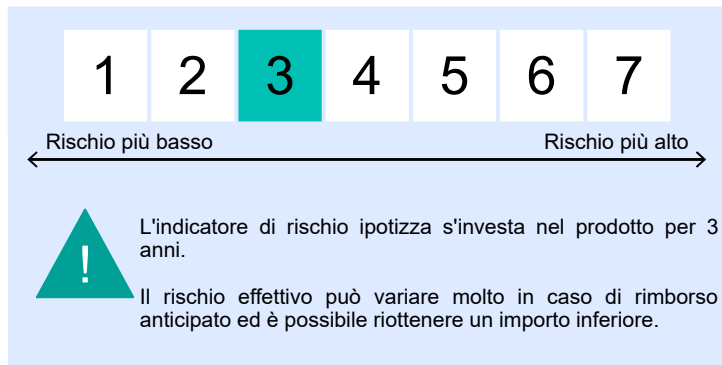 1 2 3 4 5 6 7
Rischio più basso Rischio più alto
!
L'indicatore di rischio ipotizza s'investa nel prodotto per 3
anni.
Il rischio effettivo può variare molto in caso di rimborso
anticipato ed è possibile riottenere un importo inferiore.